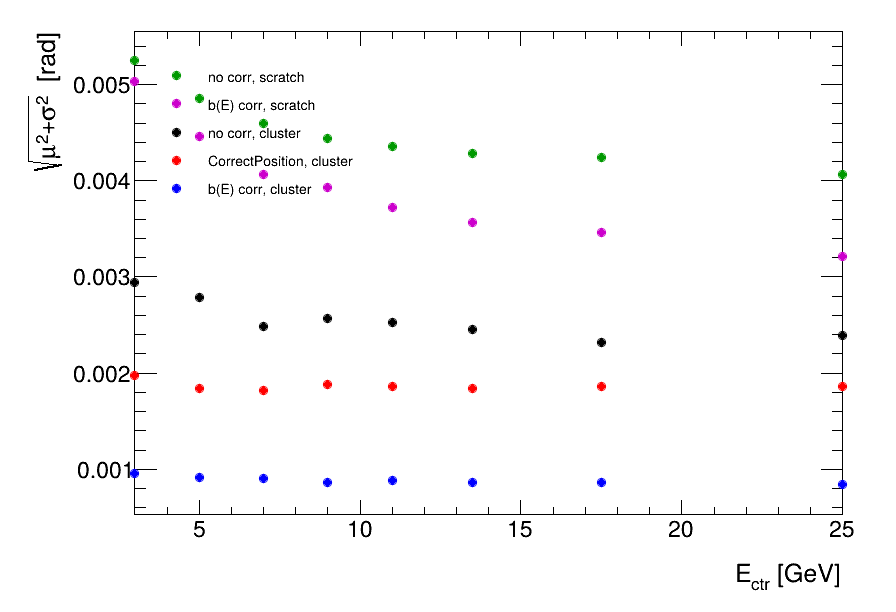 √μ²+σ² [rad]
0.005
0.004
0.003
0.002
0.001
no corr, scratch
b(E) corr, scratch
no corr, cluster
CorrectPosition, cluster
b(E) corr, cluster
5 10 15 20 25
E_ctr [GeV]